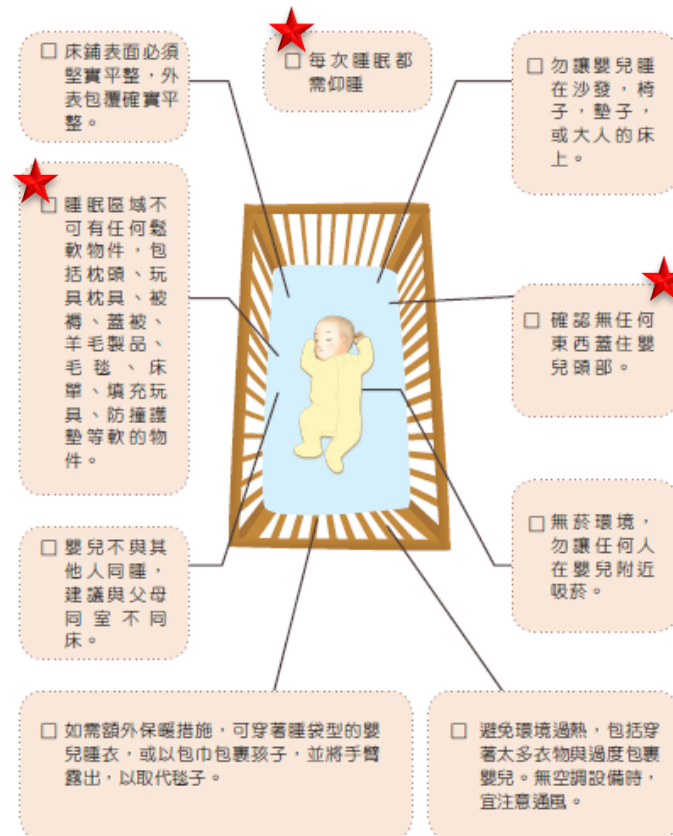 □ 床鋪表面必須
堅實平整，外
表包覆確實平
整。
□ 每次睡眠都
需仰睡
□ 勿讓嬰兒睡
在沙發，椅
子，墊子，
或大人的床
上。
□ 睡眠區域不
可有任何鬆
軟物件，包
括枕頭、玩
具枕具、被
褥、蓋被、
羊毛製品、
毛毯、床
單、填充玩
具、防撞護
墊等軟的物
件。
□ 確認無任何
東西蓋住嬰
兒頭部。
□ 嬰兒不與其
他人同睡，
建議與父母
同室不同
床。
□ 無菸環境，
勿讓任何人
在嬰兒附近
吸菸。
□ 如需額外保暖措施，可穿著睡袋型的嬰
兒睡衣，或以包巾包裹孩子，並將手臂
露出，以取代毯子。
□ 避免環境過熱，包括穿
著太多衣物與過度包裹
嬰兒。無空調設備時，
宜注意通風。